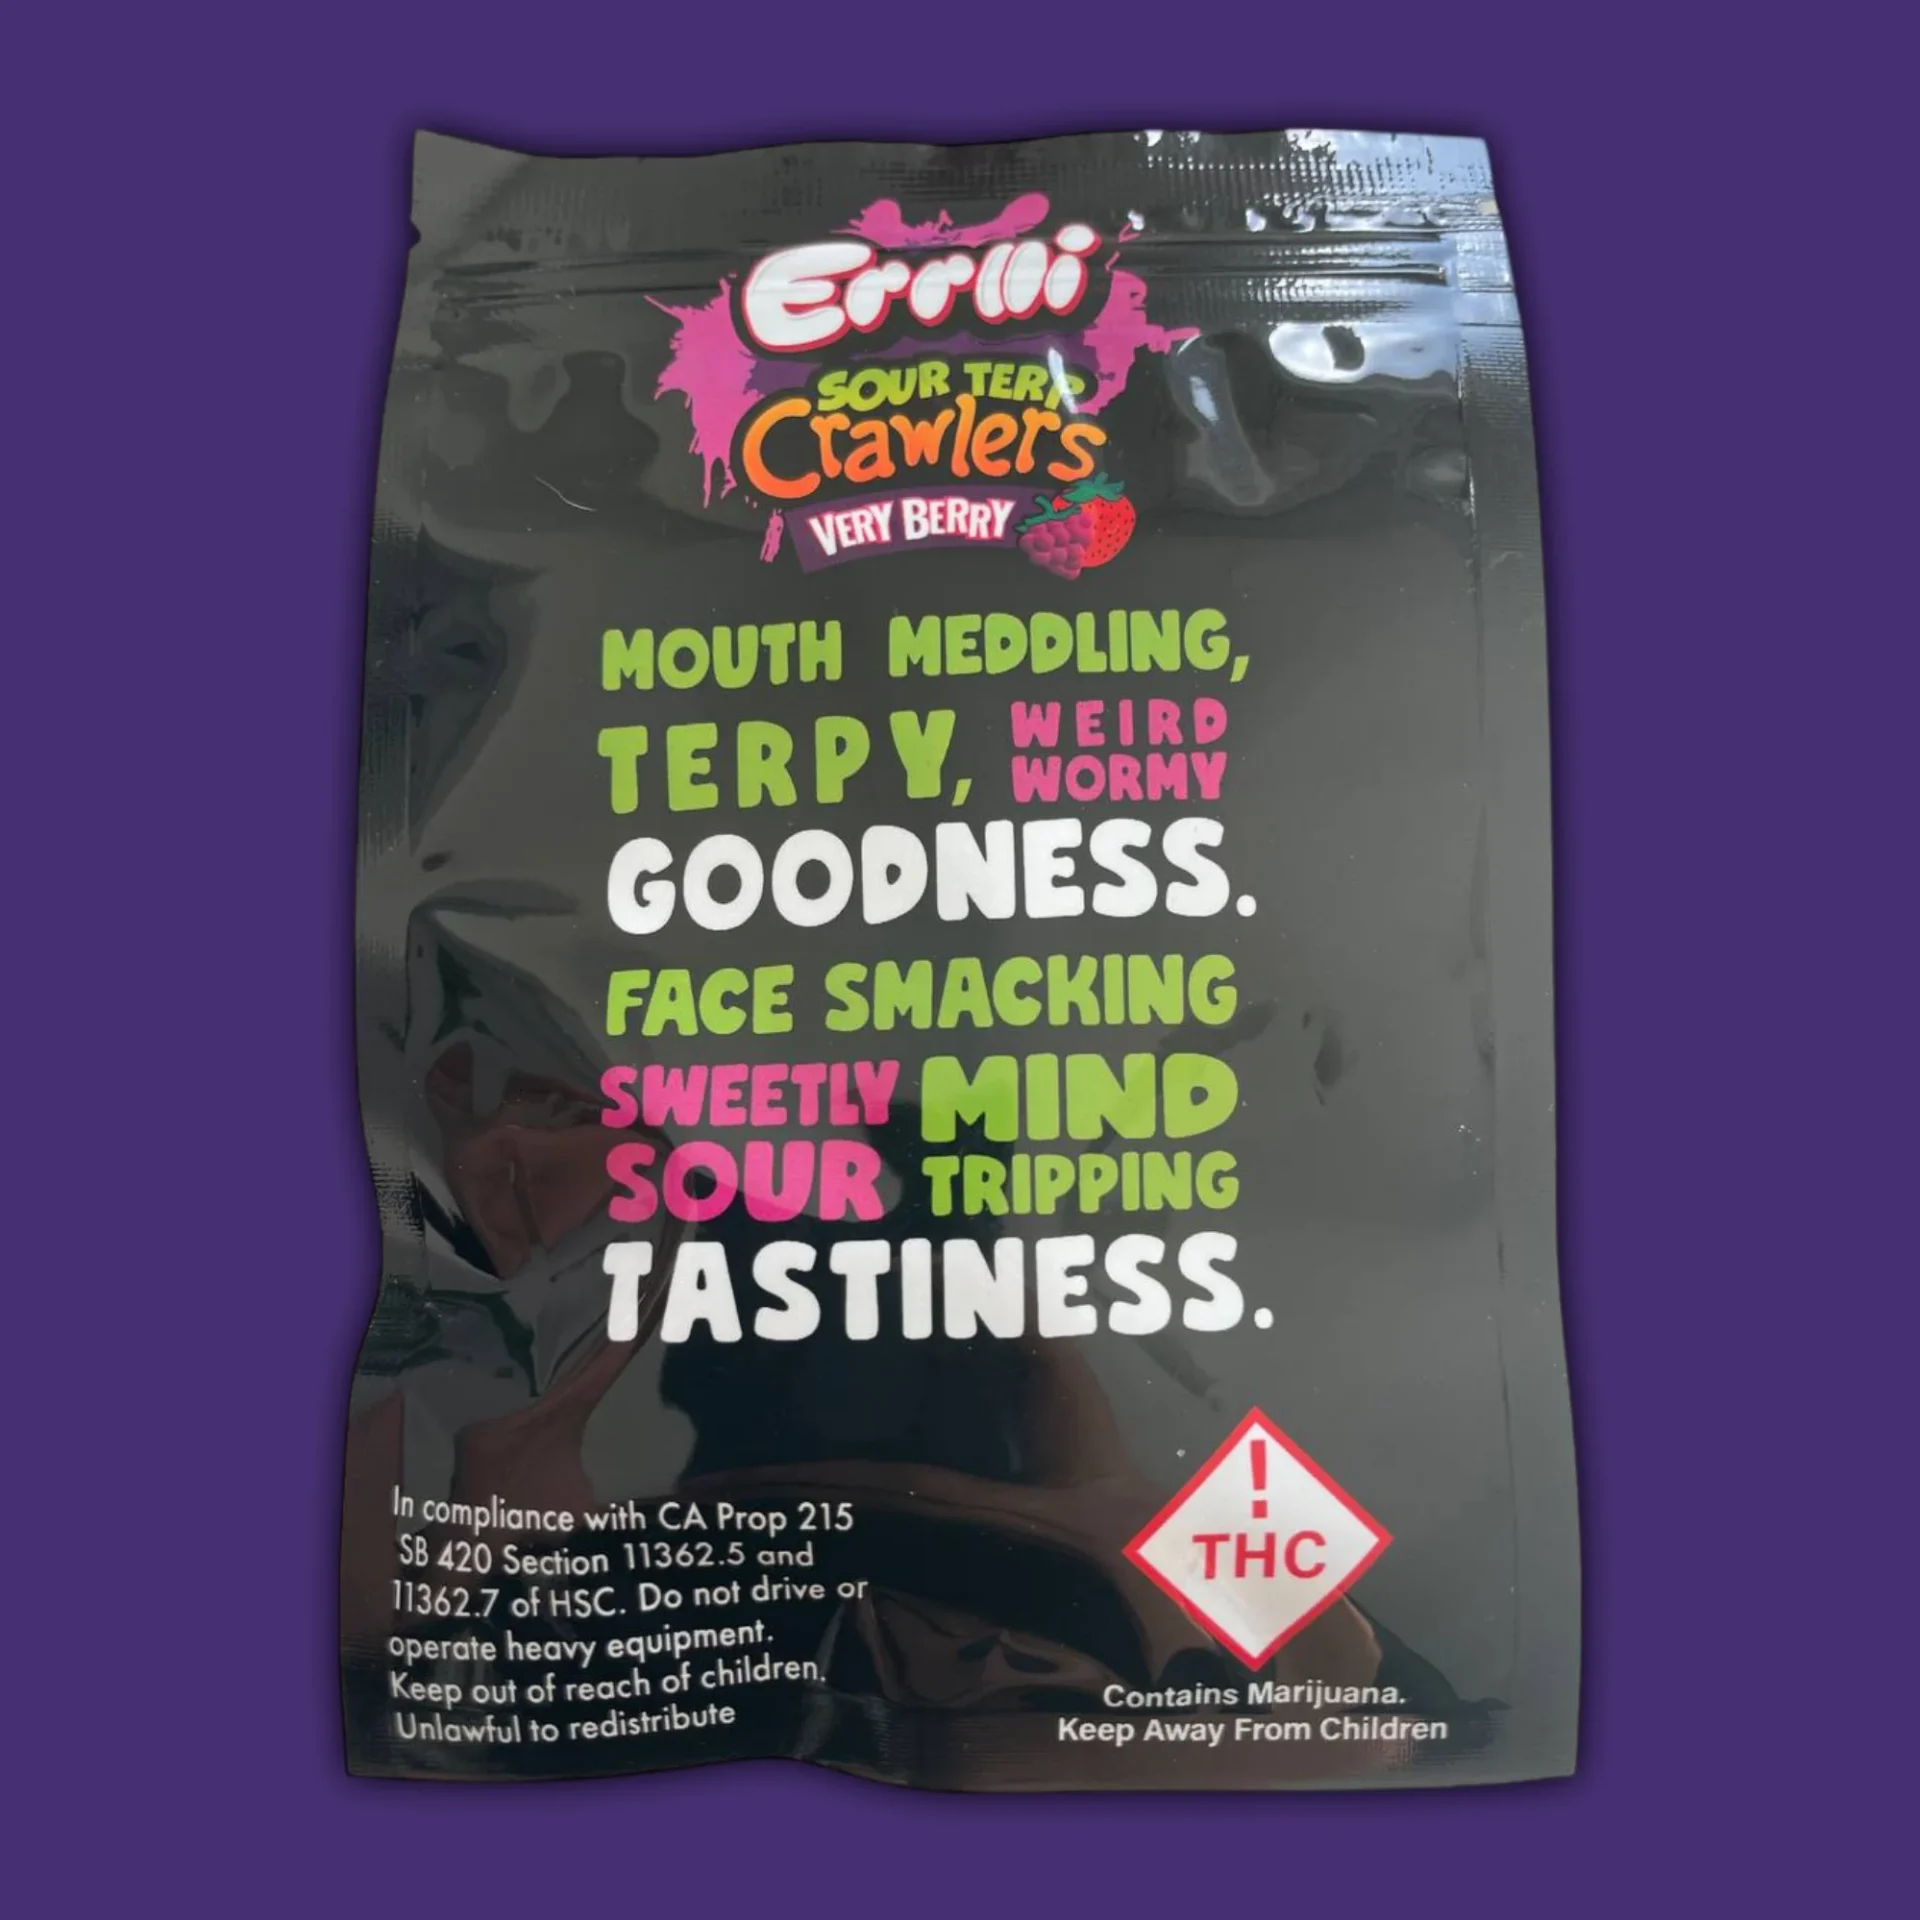 Errlli
SOUR TERP
Crawlers
VERY BERRY
MOUTH MEDDLING,
TERPY, WEIRD
WORMY
GOODNESS.
FACE SMACKING
SWEETLY MIND
SOUR TRIPPING
TASTINESS.
In compliance with CA Prop 215
SB 420 Section 11362.5 and
11362.7 of HSC. Do not drive or
operate heavy equipment.
Keep out of reach of children.
Unlawful to redistribute
!
THC
Contains Marijuana.
Keep Away From Children